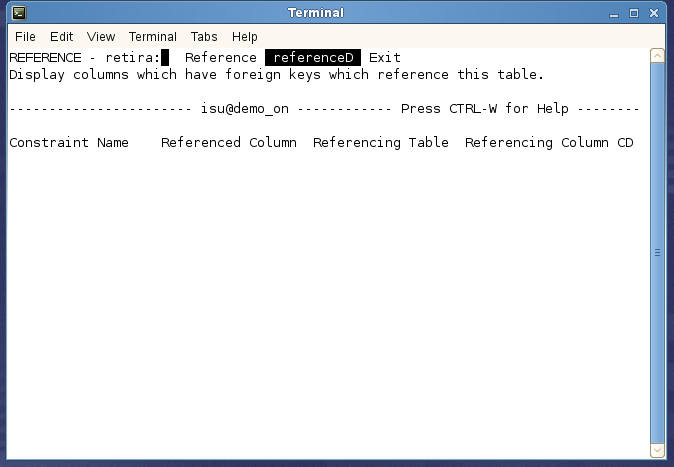 Terminal
File Edit View Terminal Tabs Help
REFERENCE - retira: Reference referenceD Exit
Display columns which have foreign keys which reference this table.
---------------------- isu@demo_on ------------ Press CTRL-W for Help --------
Constraint Name Referenced Column Referencing Table Referencing Column CD